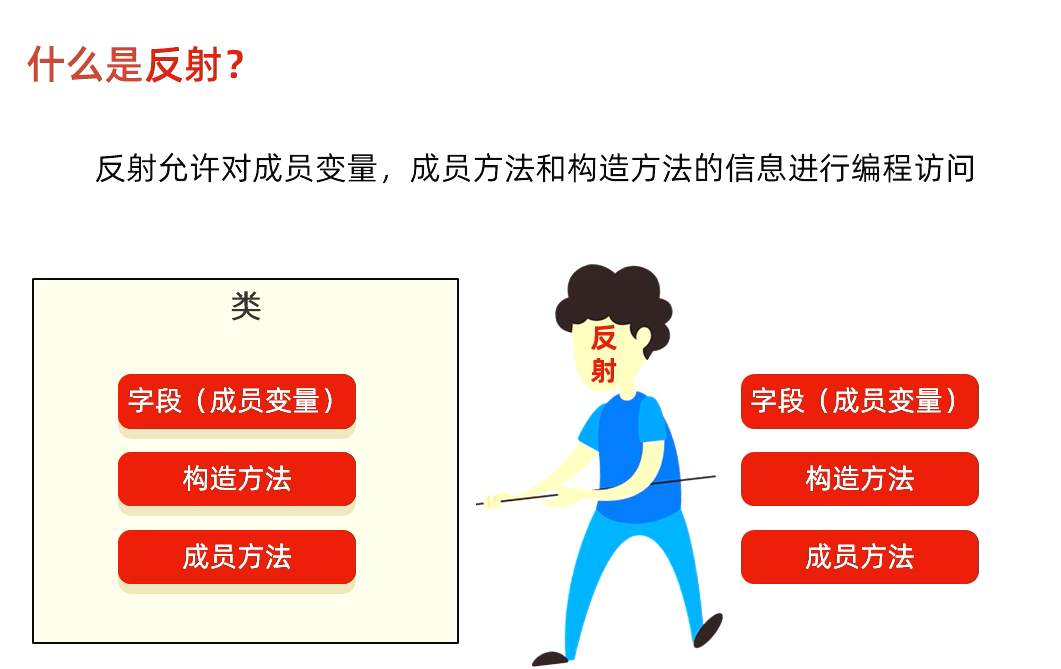 什么是反射?
反射允许对成员变量，成员方法和构造方法的信息进行编程访问
类
字段（成员变量）
构造方法
成员方法
反
射
字段（成员变量）
构造方法
成员方法